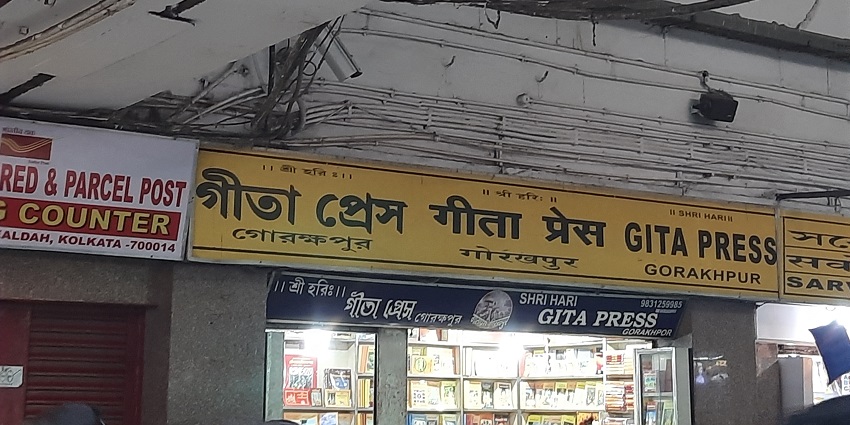 RED & PARCEL POST
G COUNTER
EALDAH, KOLKATA -700014
।। শ্রী হরি ঃ।।
গীতা প্রেস
গোরক্ষপুর
॥ श्री हरिः ॥
गीता प्रेस
गोरखपुर
॥ SHRI HARI ॥
GITA PRESS
GORAKHPUR
SARV
।। শ্রী হরিঃ।।
গীতা প্রেস গোরক্ষপুর
SHRI HARI
9831259985
GITA PRESS
GORAKHPUR